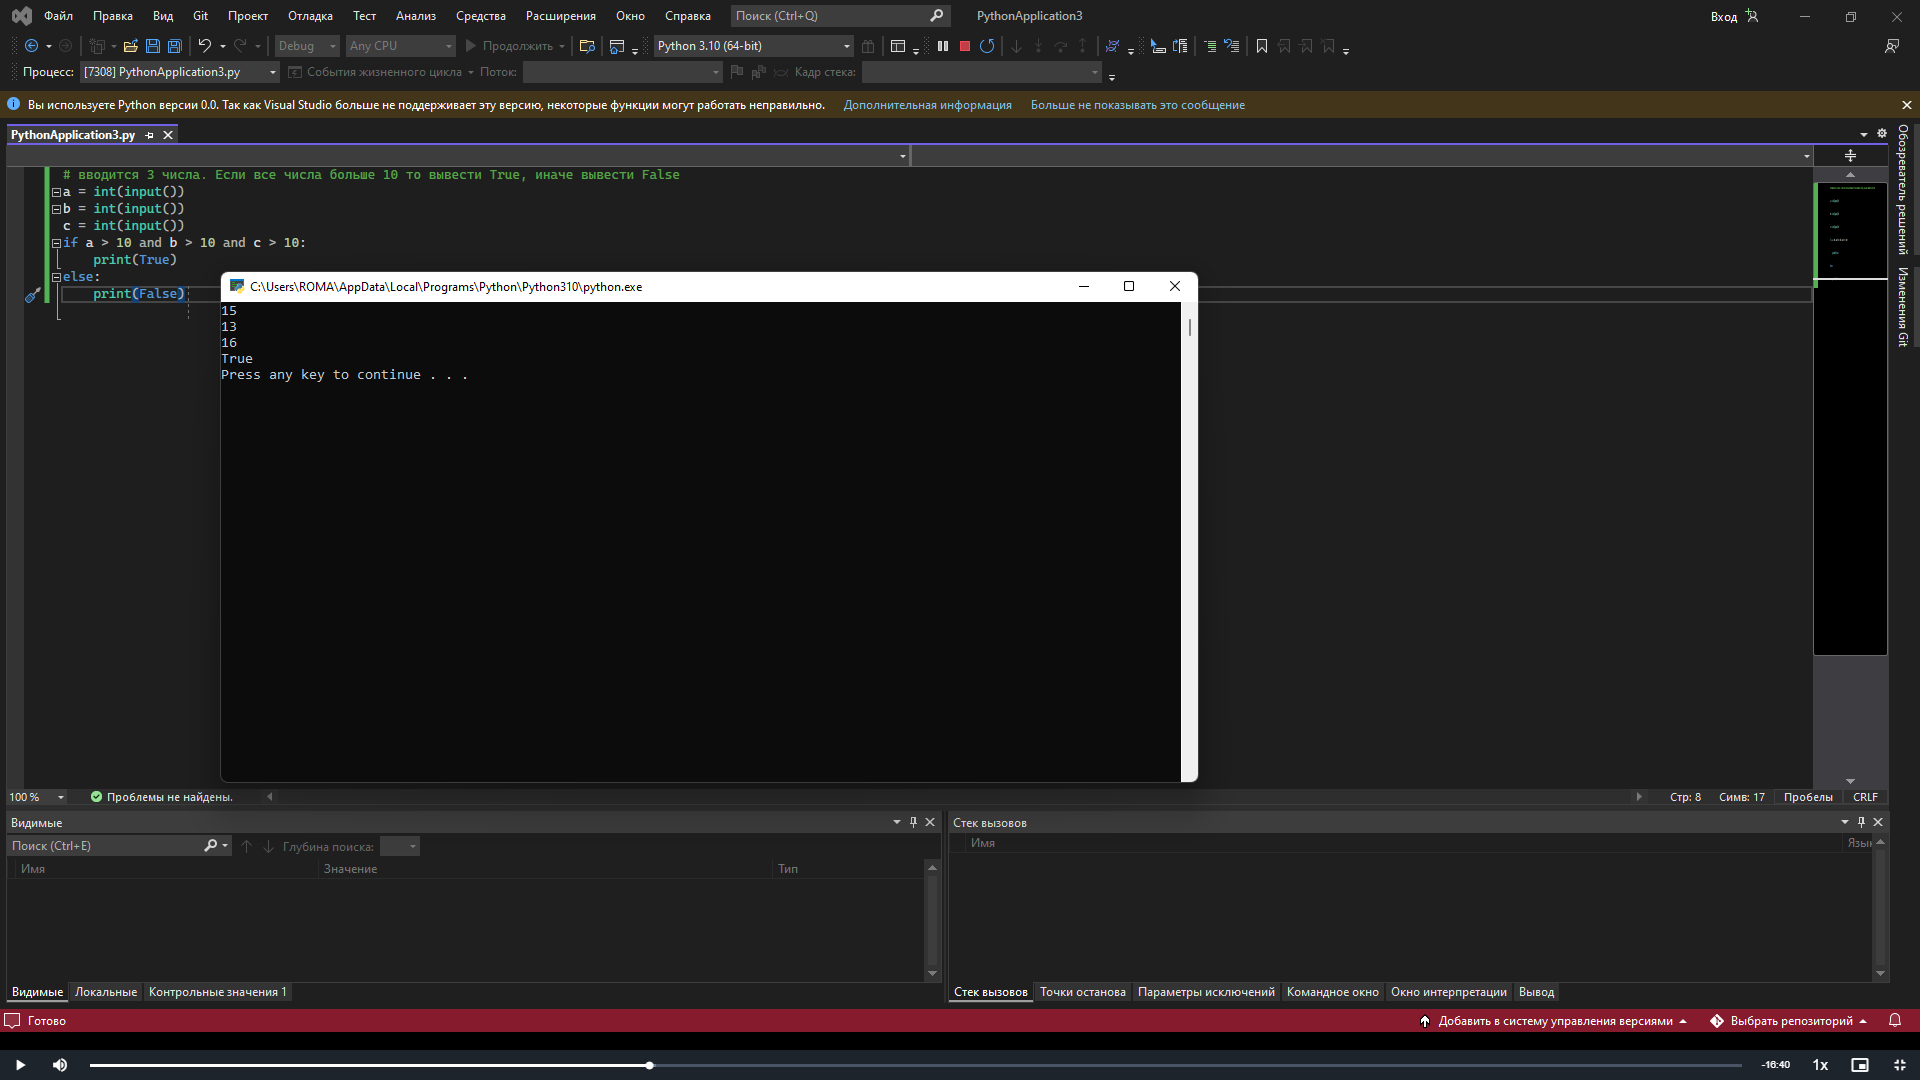 Файл Правка Вид Git Проект Отладка Тест Анализ Средства Расширения Окно Справка Поиск (Ctrl+Q) PythonApplication3 Вход
Debug Any CPU Продолжить Python 3.10 (64-bit)
Процесс: [7308] PythonApplication3.py События жизненного цикла Поток: Кадр стека:
Вы используете Python версии 0.0. Так как Visual Studio больше не поддерживает эту версию, некоторые функции могут работать неправильно. Дополнительная информация Больше не показывать это сообщение
PythonApplication3.py
Обозреватель решений
Изменения Git
# вводится 3 числа. Если все числа больше 10 то вывести True, иначе вывести False
a = int(input())
b = int(input())
c = int(input())
if a > 10 and b > 10 and c > 10:
print(True)
else:
print(False)
C:\Users\ROMA\AppData\Local\Programs\Python\Python310\python.exe
15
13
16
True
Press any key to continue . . .
100 % Проблемы не найдены. Стр: 8 Симв: 17 Пробелы CRLF
Видимые
Поиск (Ctrl+E) Глубина поиска:
Имя Значение Тип
Видимые Локальные Контрольные значения 1
Стек вызовов
Имя Язык
Стек вызовов Точки останова Параметры исключений Командное окно Окно интерпретации Вывод
Готово Добавить в систему управления версиями Выбрать репозиторий
-16:40 1x